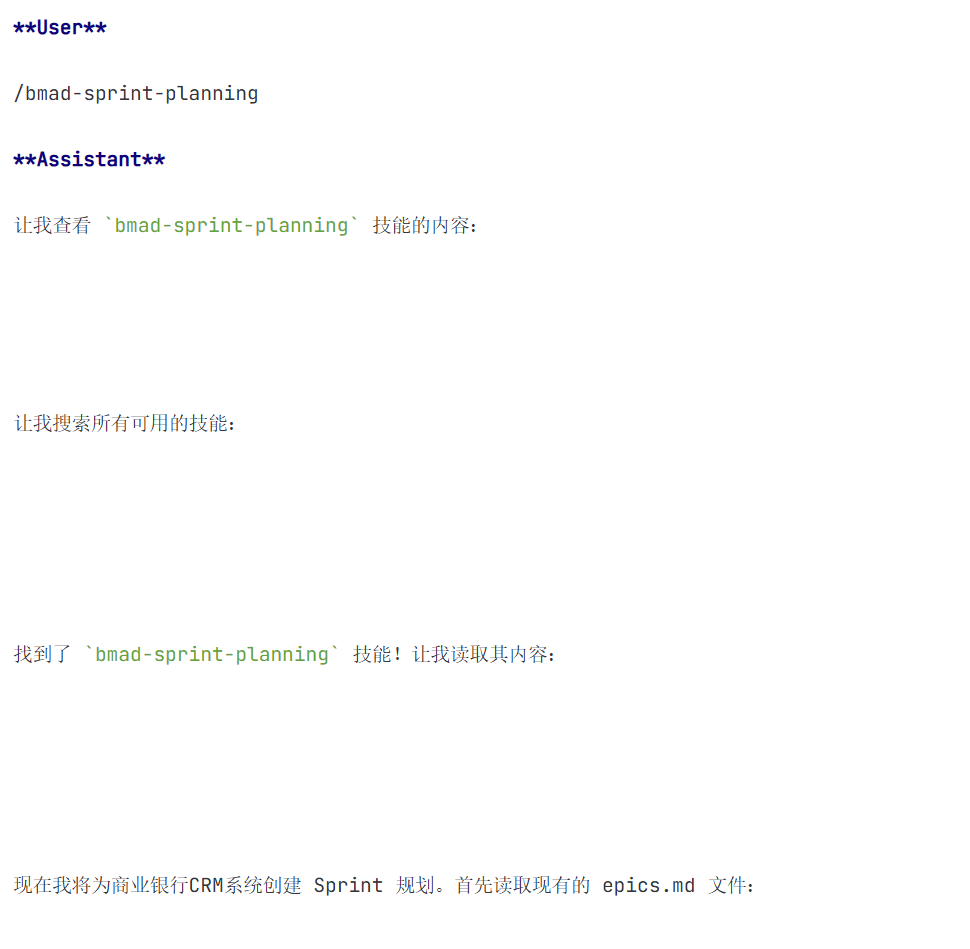 **User**
/bmad-sprint-planning
**Assistant**
让我查看 `bmad-sprint-planning` 技能的内容：
让我搜索所有可用的技能：
找到了 `bmad-sprint-planning` 技能！让我读取其内容：
现在我将为商业银行CRM系统创建 Sprint 规划。首先读取现有的 epics.md 文件：